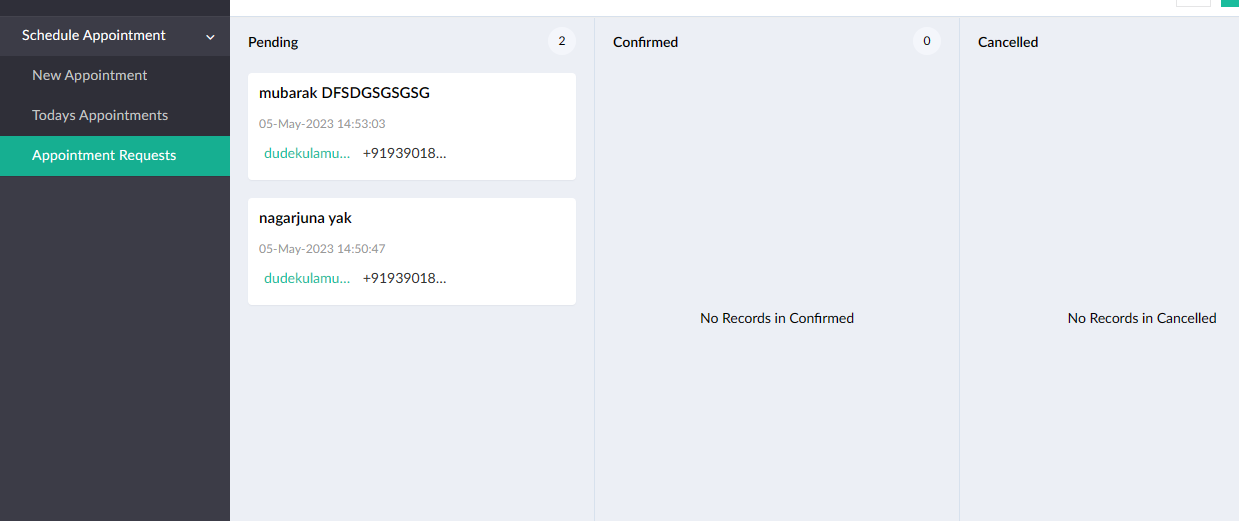 Schedule Appointment
New Appointment
Todays Appointments
Appointment Requests
Pending
2
mubarak DFSDGSGSGSG
05-May-2023 14:53:03
dudekulamu... +91939018...
nagarjuna yak
05-May-2023 14:50:47
dudekulamu... +91939018...
Confirmed
0
No Records in Confirmed
Cancelled
No Records in Cancelled